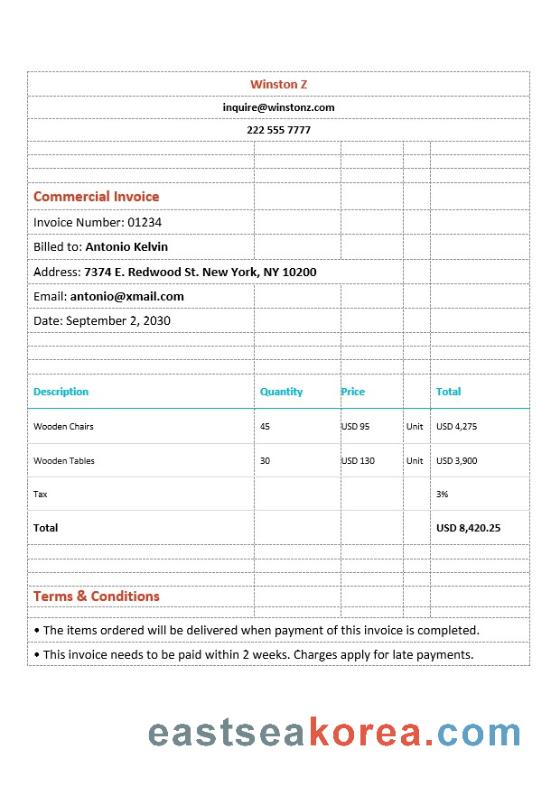 Winston Z
inquire@winstonz.com
222 555 7777
Commercial Invoice
Invoice Number: 01234
Billed to: Antonio Kelvin
Address: 7374 E. Redwood St. New York, NY 10200
Email: antonio@xmail.com
Date: September 2, 2030
Description Quantity Price Total
Wooden Chairs 45 USD 95 Unit USD 4,275
Wooden Tables 30 USD 130 Unit USD 3,900
Tax 3%
Total USD 8,420.25
Terms & Conditions
• The items ordered will be delivered when payment of this invoice is completed.
• This invoice needs to be paid within 2 weeks. Charges apply for late payments.
eastseakorea.com